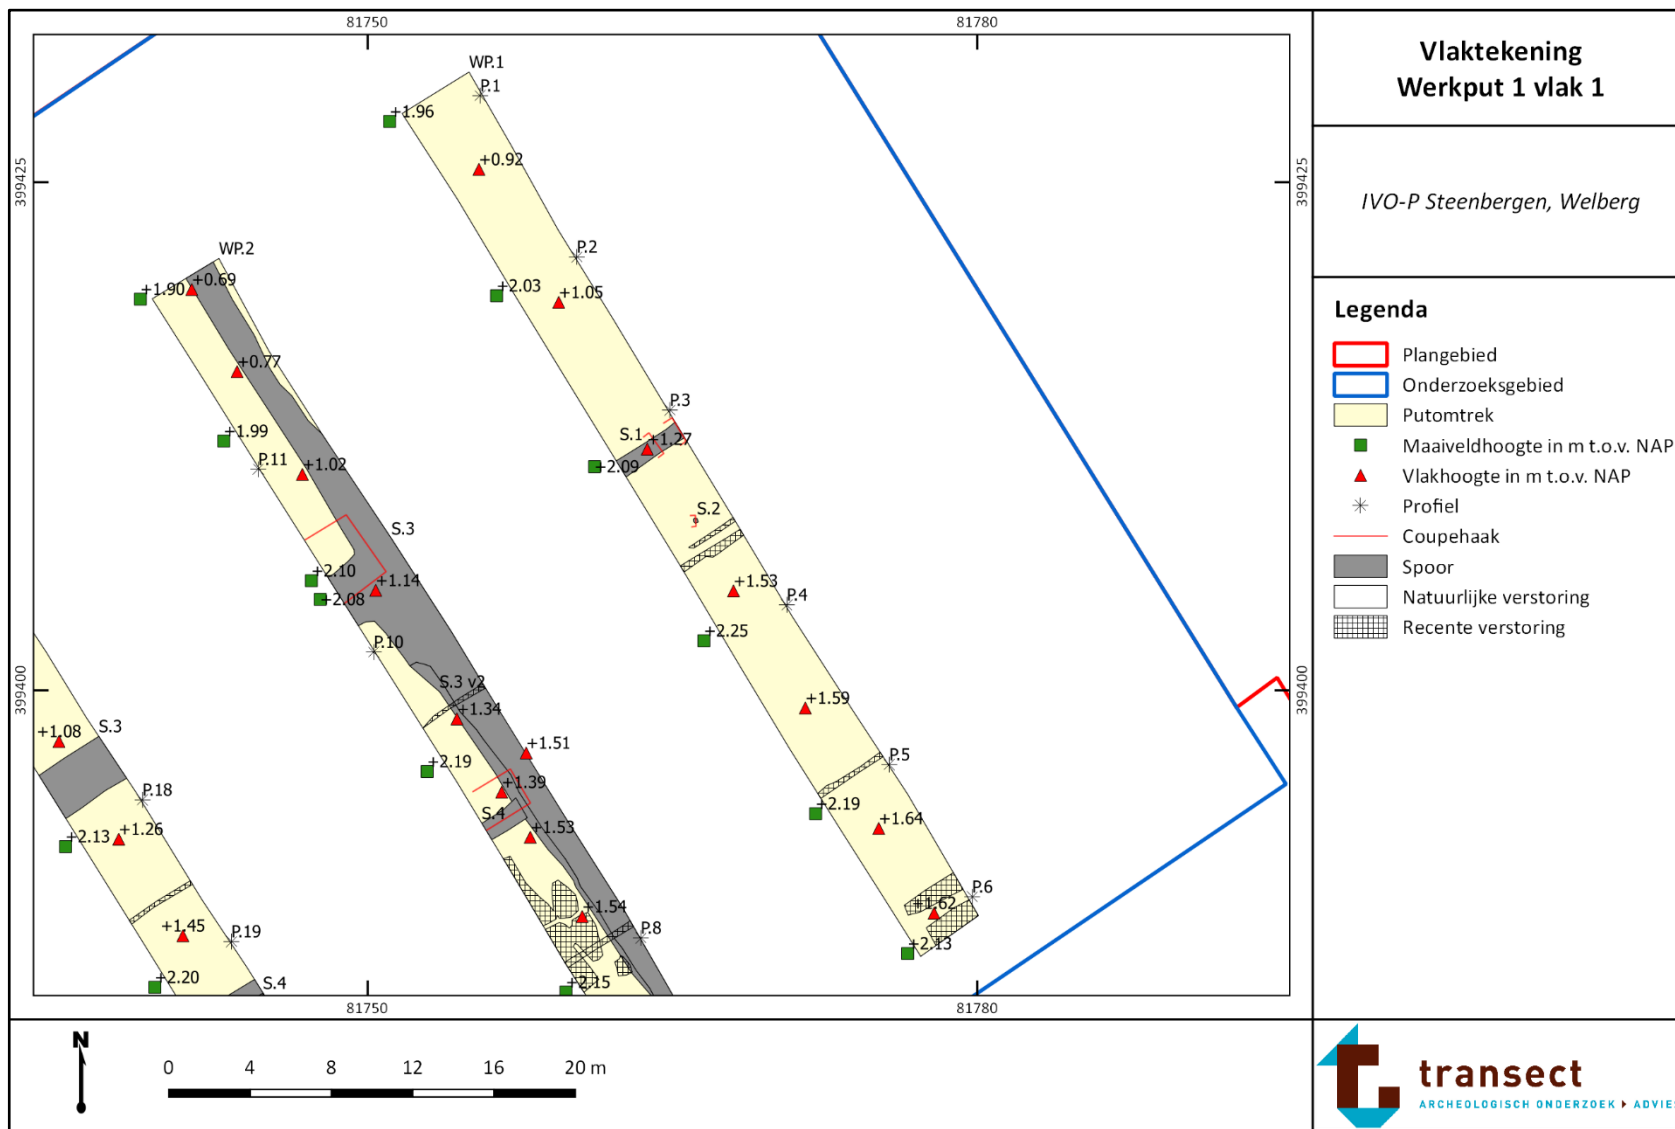 81750
81780
WP.1
P.1
+1.96
+0.92
399425
399425
P.2
WP.2
+0.69
+1.90
+2.03
+1.05
+0.77
P.3
+1.99
S.1
+1.27
P.11
+1.02
+2.09
S.2
S.3
+2.10
+1.14
+1.53
P.4
+2.08
+2.25
P.10
S.3 v2
399400
399400
+1.59
+1.34
S.3
+1.08
+1.51
P.5
+2.19
+1.39
P.18
+2.19
S.4
+1.64
+1.26
+2.13
+1.53
P.6
+1.62
+1.54
+1.45
P.19
P.8
+2.13
+2.20
S.4
+2.15
81750
81780
N
0 4 8 12 16 20 m
Vlaktekening
Werkput 1 vlak 1
IVO-P Steenbergen, Welberg
Legenda
Plangebied
Onderzoeksgebied
Putomtrek
Maaiveldhoogte in m t.o.v. NAP
Vlakhoogte in m t.o.v. NAP
Profiel
Coupehaak
Spoor
Natuurlijke verstoring
Recente verstoring
transect
ARCHEOLOGISCH ONDERZOEK ▸ ADVIES